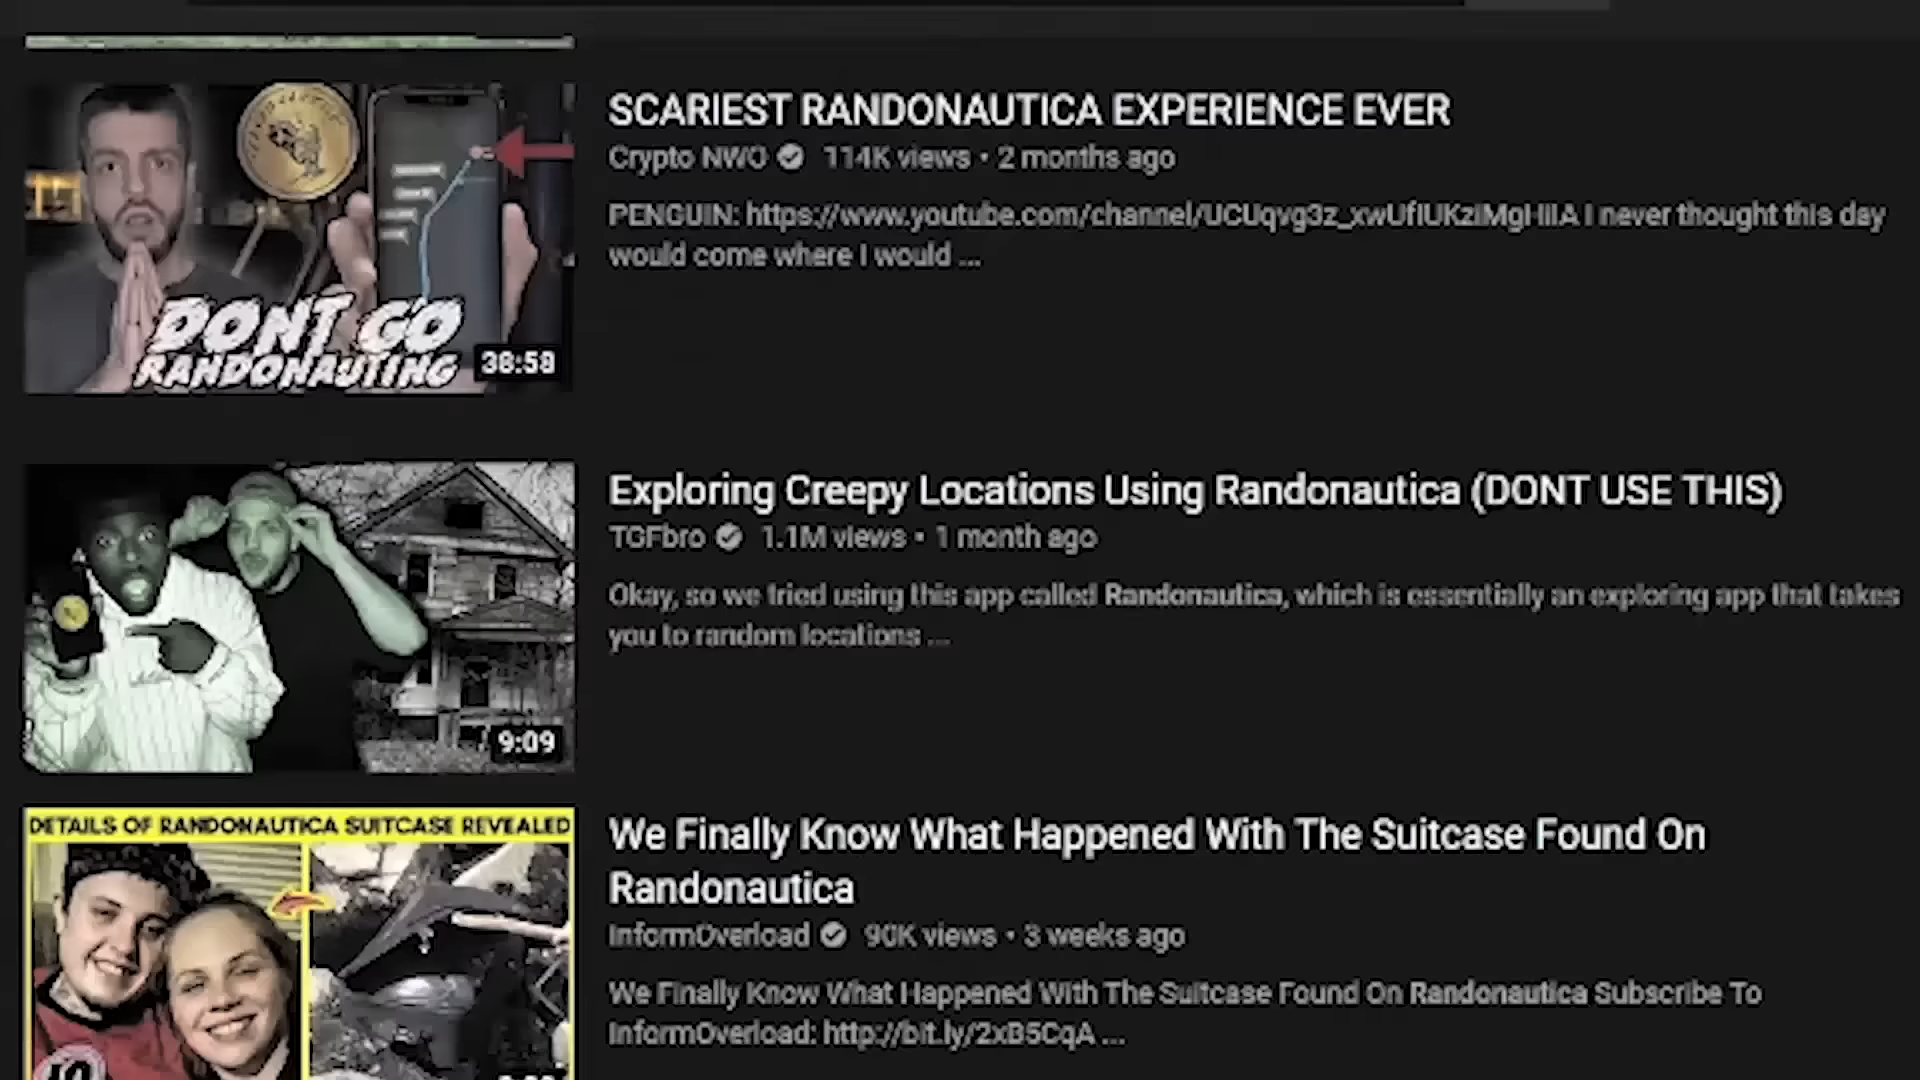 SCARIEST RANDONAUTICA EXPERIENCE EVER
Crypto NWO 114K views • 2 months ago
PENGUIN: https://www.youtube.com/channel/UCUqvg3z_xwUfIUKziMgHiIA I never thought this day
would come where I would ...
DONT GO
RANDONAUTING
38:58
Exploring Creepy Locations Using Randonautica (DONT USE THIS)
TGFbro 1.1M views • 1 month ago
Okay, so we tried using this app called Randonautica, which is essentially an exploring app that takes
you to random locations ...
9:09
DETAILS OF RANDONAUTICA SUITCASE REVEALED
We Finally Know What Happened With The Suitcase Found On
Randonautica
InformOverload 90K views • 3 weeks ago
We Finally Know What Happened With The Suitcase Found On Randonautica Subscribe To
InformOverload: http://bit.ly/2xB5CqA ...